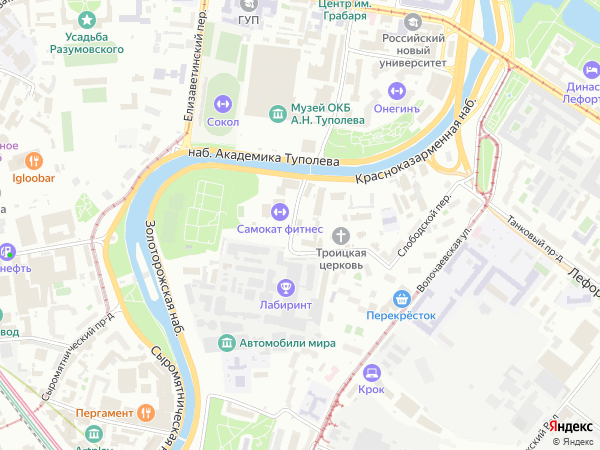 Усадьба
Разумовского
Елизаветинский пер.
ГУП
Центр им.
Грабаря
Российский
новый
университет
Динас
Лефорт
Сокол
Музей ОКБ
А.Н. Туполева
Онегинъ
Красноказарменная наб.
ное
Igloobar
наб. Академика Туполева
Самокат фитнес
Троицкая
церковь
Слободской пер.
Волочаевская ул.
Танковый пр-д
Лефор
Золоторожская наб.
нефть
Лабиринт
Перекрёсток
вод
Сыромятнический пр-д
Автомобили мира
Сыромятническая н
Крок
Пергамент
Artplay
Яндекс
© Яндекс